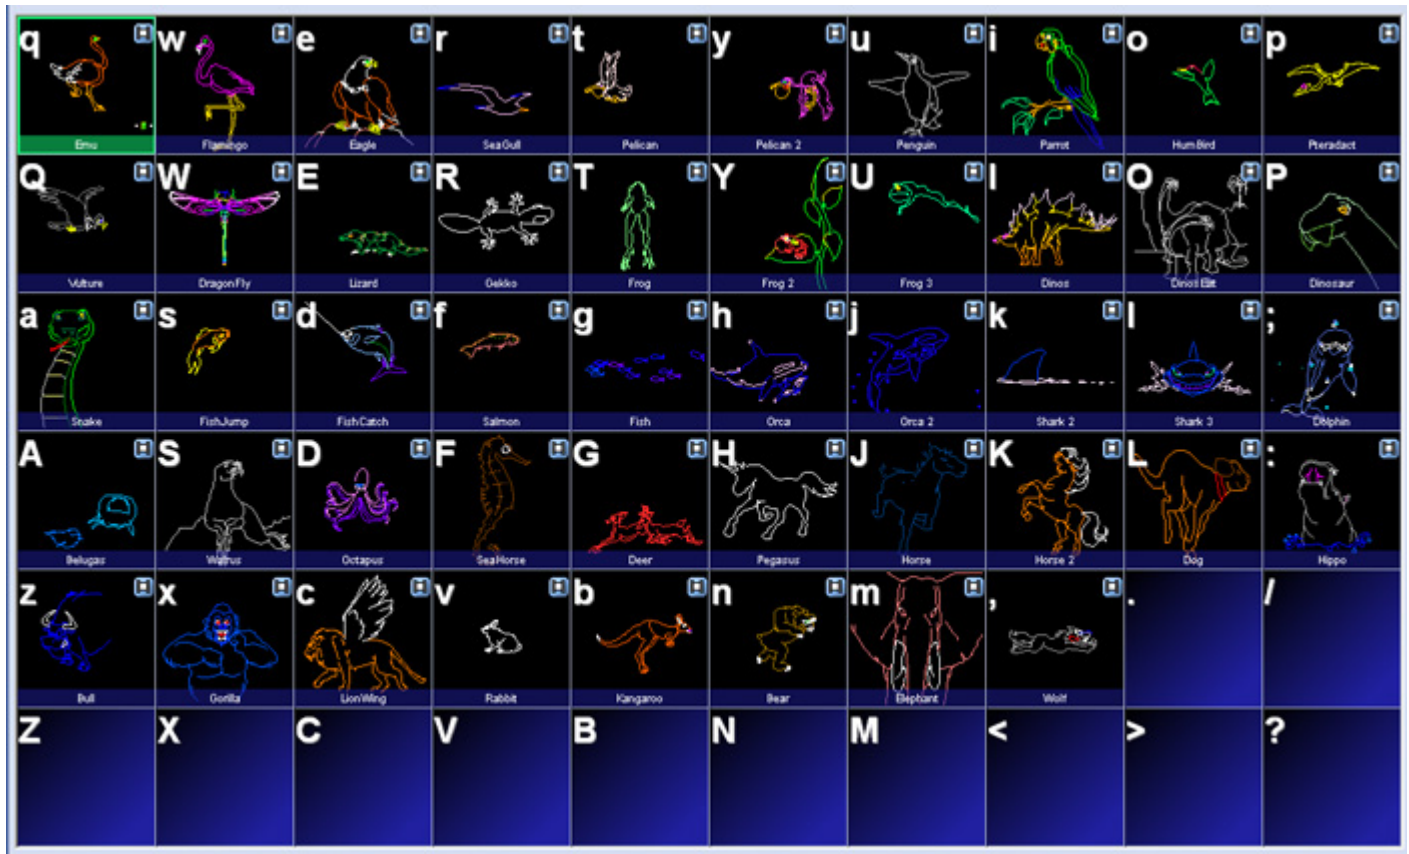 q w e r t y u i o p
Emu Flamingo Eagle SeaGull Pelican Pelican 2 Penguin Parrot HumBird Pteradact
Q W E R T Y U I O P
Vulture DragonFly Lizard Gekko Frog Frog 2 Frog 3 Dinos Dinosaur
a s d f g h j k l ;
Snake FishJump FishCatch Salmon Fish Orca Orca 2 Shark 2 Shark 3 Dolphin
A S D F G H J K L :
Belugas Walrus Octapus SeaHorse Deer Pegasus Horse Horse 2 Dog Hippo
z x c v b n m , . /
Bull Gorilla LionWing Rabbit Kangaroo Bear Elephant Wolf
Z X C V B N M < > ?